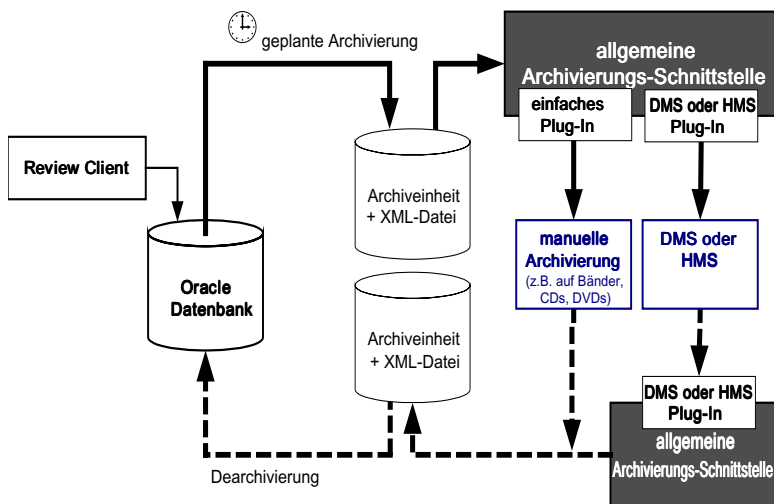 geplante Archivierung
allgemeine
Archivierungs-Schnittstelle
einfaches
Plug-In
DMS oder HMS
Plug-In
Review Client
Archiveinheit
+ XML-Datei
Oracle
Datenbank
manuelle
Archivierung
(z.B. auf Bänder,
CDs, DVDs)
DMS oder
HMS
Archiveinheit
+ XML-Datei
DMS oder HMS
Plug-In
allgemeine
Archivierungs-Schnittstelle
Dearchivierung